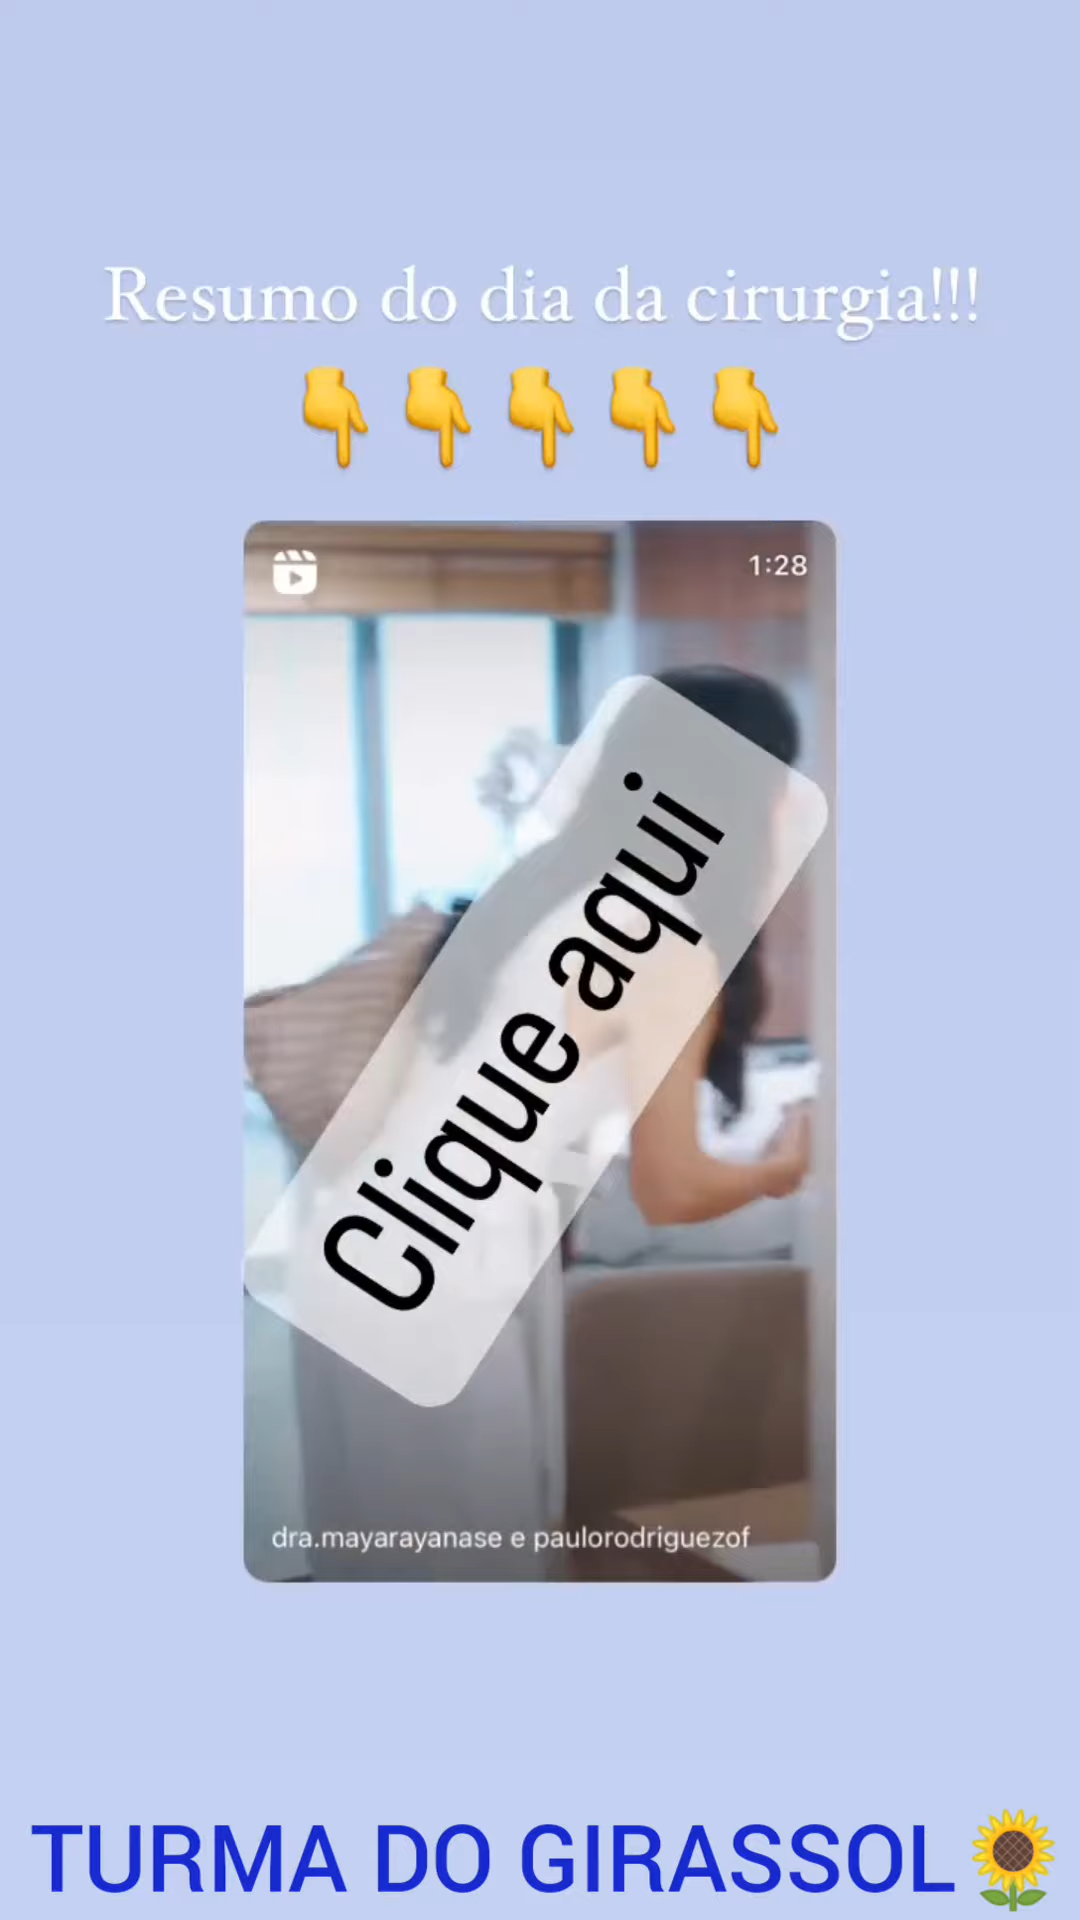 Resumo do dia da cirurgia!!!
👇👇👇👇👇
1:28
Clique aqui
dra.mayarayanase e paulorodriguezof
TURMA DO GIRASSOL🌻